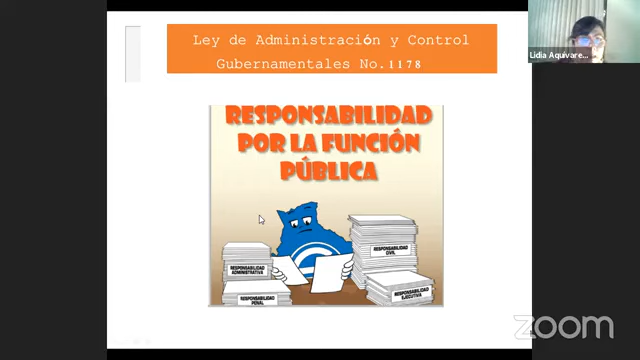 Ley de Administración y Control
Gubernamentales No.1178
Lidia Aquivare...
RESPONSABILIDAD
POR LA FUNCIÓN
PÚBLICA
RESPONSABILIDAD
CIVIL
RESPONSABILIDAD
ADMINISTRATIVA
RESPONSABILIDAD
PENAL
RESPONSABILIDAD
EJECUTIVA
zoom